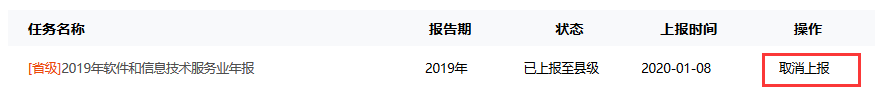 任务名称 报告期 状态 上报时间 操作
[省级]2019年软件和信息技术服务业年报 2019年 已上报至县级 2020-01-08 取消上报